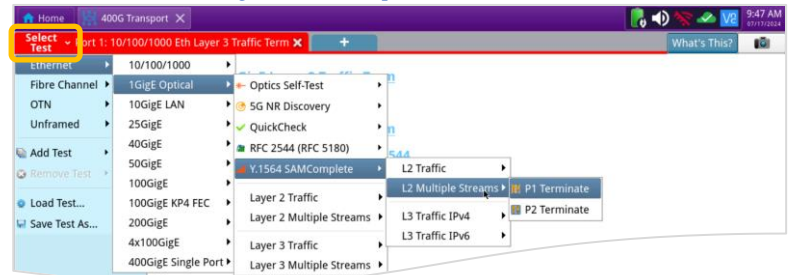 Home
400G Transport
VE
9:47 AM
07/17/2024
Select Test
Port 1: 10/100/1000 Eth Layer 3 Traffic Term
+
What's This?
Ethernet
Fibre Channel
OTN
Unframed
Add Test
Remove Test
Load Test...
Save Test As...
10/100/1000
1GigE Optical
10GigE LAN
25GigE
40GigE
50GigE
100GigE
100GigE KP4 FEC
200GigE
4x100GigE
400GigE Single Port
Optics Self-Test
5G NR Discovery
QuickCheck
RFC 2544 (RFC 5180)
Y.1564 SAMComplete
Layer 2 Traffic
Layer 2 Multiple Streams
Layer 3 Traffic
Layer 3 Multiple Streams
544
L2 Traffic
L2 Multiple Streams
L3 Traffic IPv4
L3 Traffic IPv6
P1 Terminate
P2 Terminate